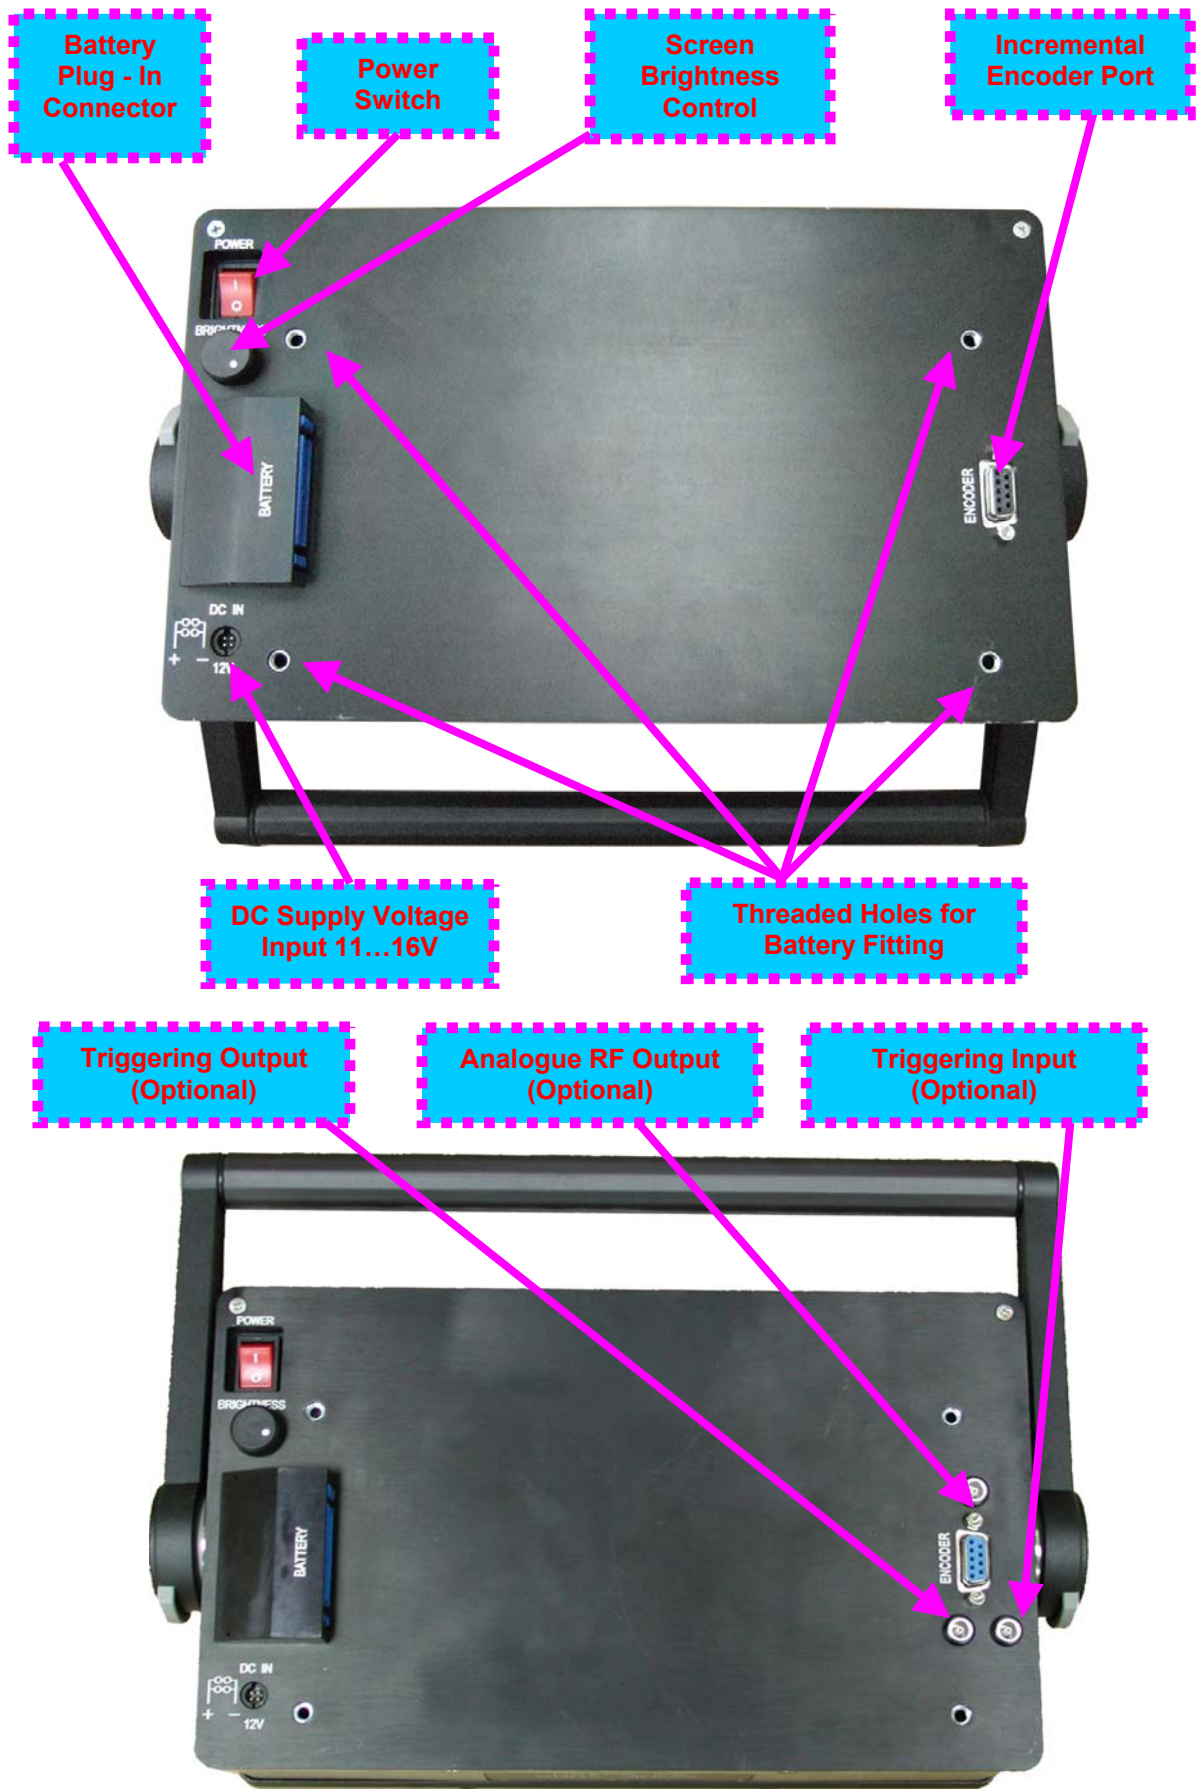 Battery
Plug - In
Connector
Power
Switch
Screen
Brightness
Control
Incremental
Encoder Port
POWER
I
O
BATTERY
ENCODER
DC IN
+ –
12V
DC Supply Voltage
Input 11…16V
Threaded Holes for
Battery Fitting
Triggering Output
(Optional)
Analogue RF Output
(Optional)
Triggering Input
(Optional)
POWER
I
O
BRIGHTNESS
BATTERY
ENCODER
DC IN
+ –
12V